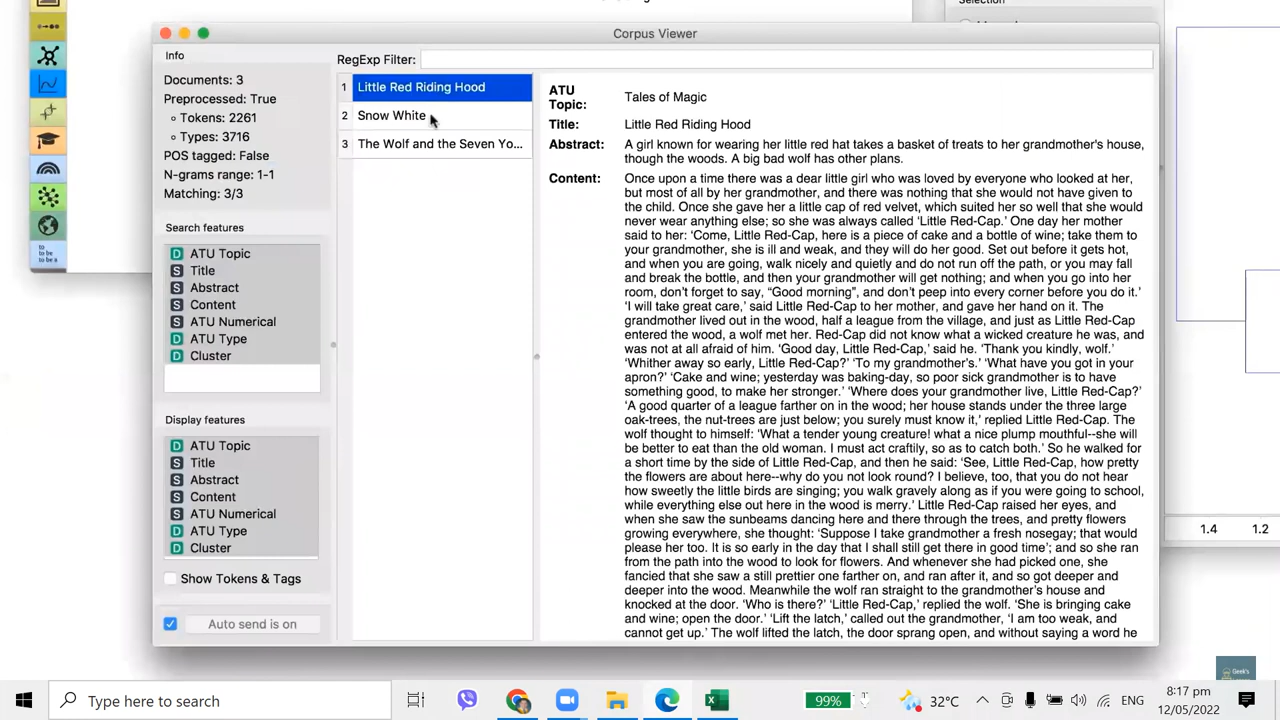 Corpus Viewer
Info
Documents: 3
Preprocessed: True
Tokens: 2261
Types: 3716
POS tagged: False
N-grams range: 1-1
Matching: 3/3
Search features
D ATU Topic
S Title
S Abstract
S Content
S ATU Numerical
D ATU Type
D Cluster
Display features
D ATU Topic
S Title
S Abstract
S Content
S ATU Numerical
D ATU Type
D Cluster
Show Tokens & Tags
Auto send is on
RegExp Filter:
1 Little Red Riding Hood
2 Snow White
3 The Wolf and the Seven Yo...
ATU Topic: Tales of Magic
Title: Little Red Riding Hood
Abstract: A girl known for wearing her little red hat takes a basket of treats to her grandmother's house,
though the woods. A big bad wolf has other plans.
Content: Once upon a time there was a dear little girl who was loved by everyone who looked at her,
but most of all by her grandmother, and there was nothing that she would not have given to
the child. Once she gave her a little cap of red velvet, which suited her so well that she would
never wear anything else; so she was always called ‘Little Red-Cap.’ One day her mother
said to her: ‘Come, Little Red-Cap, here is a piece of cake and a bottle of wine; take them to
your grandmother, she is ill and weak, and they will do her good. Set out before it gets hot,
and when you are going, walk nicely and quietly and do not run off the path, or you may fall
and break the bottle, and then your grandmother will get nothing; and when you go into her
room, don’t forget to say, “Good morning”, and don’t peep into every corner before you do it.’
‘I will take great care,’ said Little Red-Cap to her mother, and gave her hand on it. The
grandmother lived out in the wood, half a league from the village, and just as Little Red-Cap
entered the wood, a wolf met her. Red-Cap did not know what a wicked creature he was, and
was not at all afraid of him. ‘Good day, Little Red-Cap,’ said he. ‘Thank you kindly, wolf.’
‘Whither away so early, Little Red-Cap?’ ‘To my grandmother’s.’ ‘What have you got in your
apron?’ ‘Cake and wine; yesterday was baking-day, so poor sick grandmother is to have
something good, to make her stronger.’ ‘Where does your grandmother live, Little Red-Cap?’
‘A good quarter of a league farther on in the wood; her house stands under the three large
oak-trees, the nut-trees are just below; you surely must know it,’ replied Little Red-Cap. The
wolf thought to himself: ‘What a tender young creature! what a nice plump mouthful--she will
be better to eat than the old woman. I must act craftily, so as to catch both.’ So he walked for
a short time by the side of Little Red-Cap, and then he said: ‘See, Little Red-Cap, how pretty
the flowers are about here--why do you not look round? I believe, too, that you do not hear
how sweetly the little birds are singing; you walk gravely along as if you were going to school,
while everything else out here in the wood is merry.’ Little Red-Cap raised her eyes, and
when she saw the sunbeams dancing here and there through the trees, and pretty flowers
growing everywhere, she thought: ‘Suppose I take grandmother a fresh nosegay; that would
please her too. It is so early in the day that I shall still get there in good time’; and so she ran
from the path into the wood to look for flowers. And whenever she had picked one, she
fancied that she saw a still prettier one farther on, and ran after it, and so got deeper and
deeper into the wood. Meanwhile the wolf ran straight to the grandmother’s house and
knocked at the door. ‘Who is there?’ ‘Little Red-Cap,’ replied the wolf. ‘She is bringing cake
and wine; open the door.’ ‘Lift the latch,’ called out the grandmother, ‘I am too weak, and
cannot get up.’ The wolf lifted the latch, the door sprang open, and without saying a word he
1.4 1.2
Type here to search
99%
32°C
ENG
8:17 pm
12/05/2022